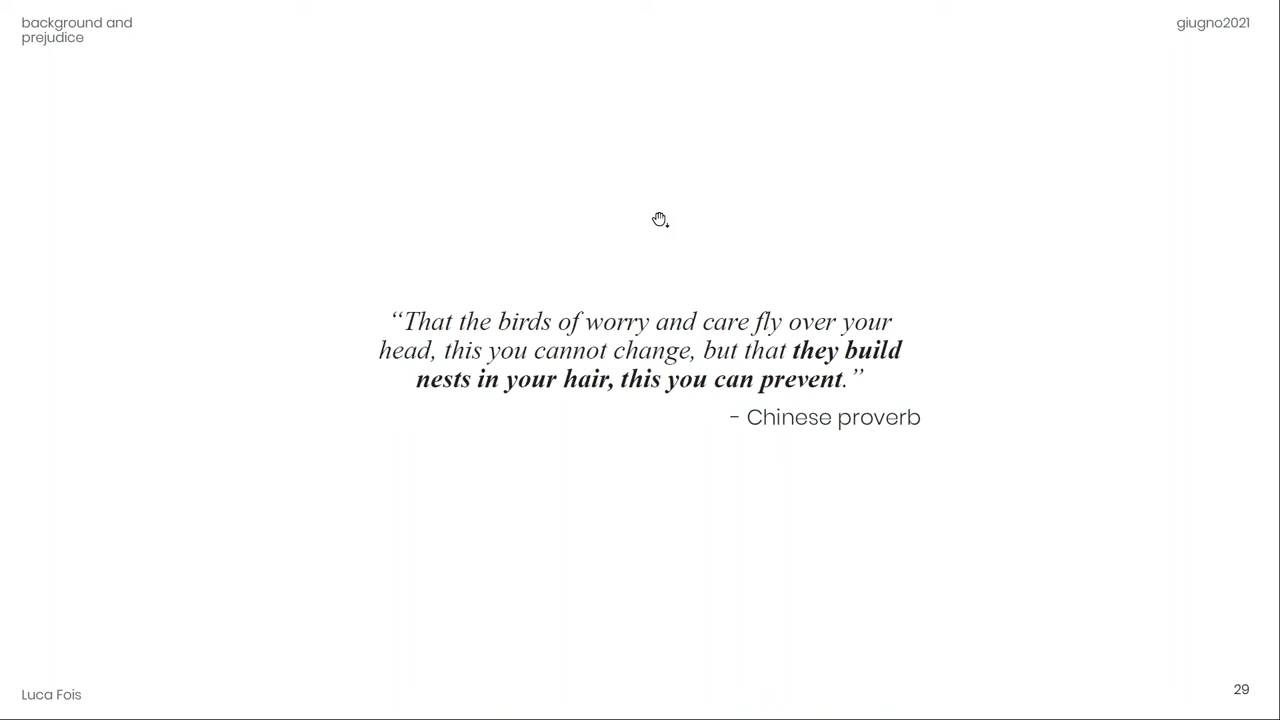 background and
prejudice
giugno2021
“That the birds of worry and care fly over your
head, this you cannot change, but that they build
nests in your hair, this you can prevent.”
- Chinese proverb
Luca Fois
29